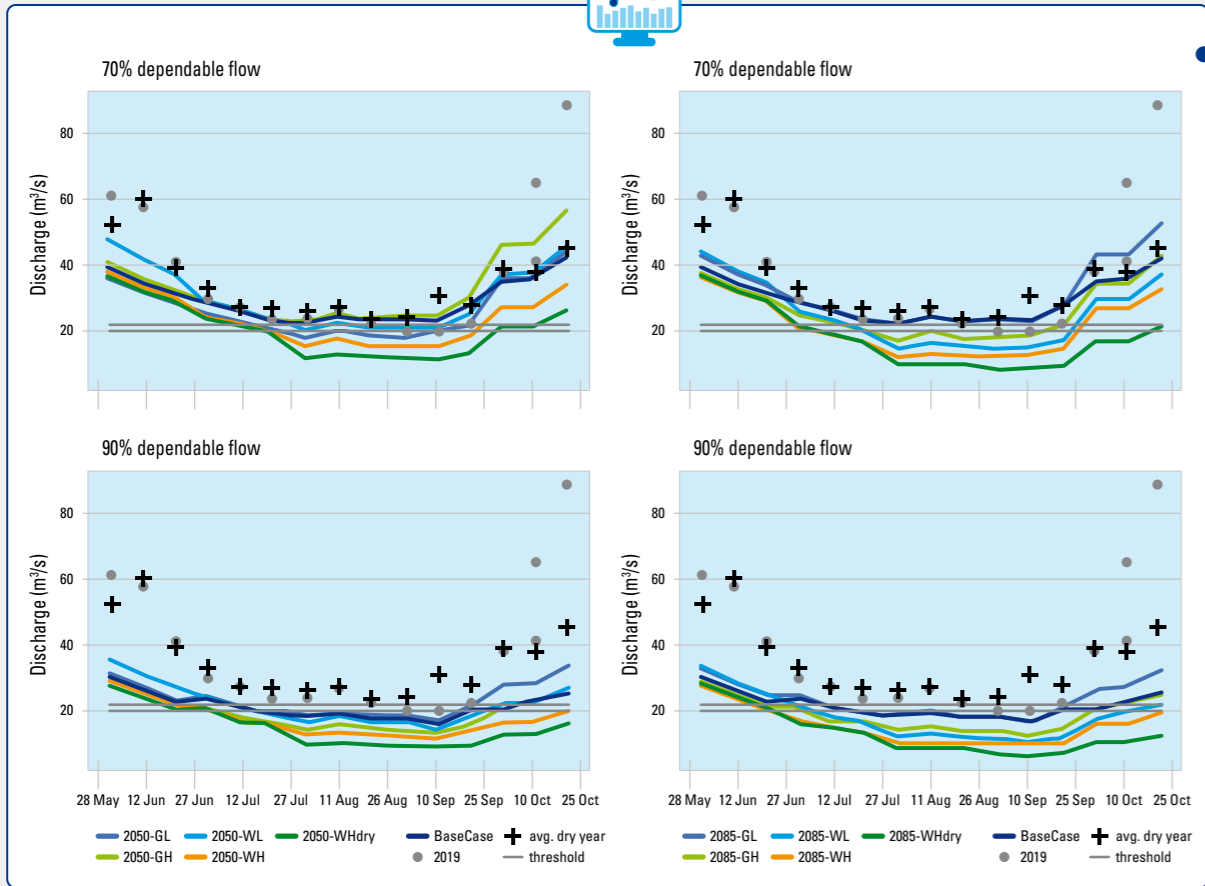 70% dependable flow
70% dependable flow
Discharge (m³/s)
80
60
40
20
Discharge (m³/s)
80
60
40
20
90% dependable flow
90% dependable flow
Discharge (m³/s)
80
60
40
20
Discharge (m³/s)
80
60
40
20
28 May 12 Jun 27 Jun 12 Jul 27 Jul 11 Aug 26 Aug 10 Sep 25 Sep 10 Oct 25 Oct
28 May 12 Jun 27 Jun 12 Jul 27 Jul 11 Aug 26 Aug 10 Sep 25 Sep 10 Oct 25 Oct
2050-GL 2050-WL 2050-WHdry BaseCase avg. dry year
2050-GH 2050-WH 2019 threshold
2085-GL 2085-WL 2085-WHdry BaseCase avg. dry year
2085-GH 2085-WH 2019 threshold